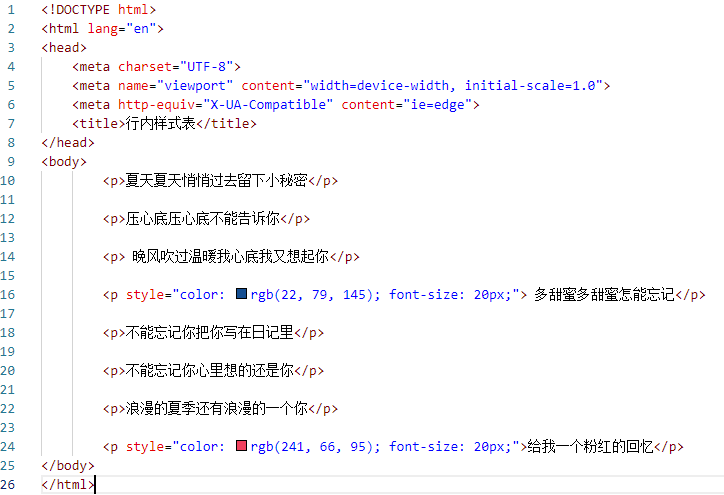 1 <!DOCTYPE html>
2 <html lang="en">
3 <head>
4 <meta charset="UTF-8">
5 <meta name="viewport" content="width=device-width, initial-scale=1.0">
6 <meta http-equiv="X-UA-Compatible" content="ie=edge">
7 <title>行内样式表</title>
8 </head>
9 <body>
10 <p>夏天夏天悄悄过去留下小秘密</p>
11
12 <p>压心底压心底不能告诉你</p>
13
14 <p> 晚风吹过温暖我心底我又想起你</p>
15
16 <p style="color: rgb(22, 79, 145); font-size: 20px;"> 多甜蜜多甜蜜怎能忘记</p>
17
18 <p>不能忘记你把你写在日记里</p>
19
20 <p>不能忘记你心里想的还是你</p>
21
22 <p>浪漫的夏季还有浪漫的一个你</p>
23
24 <p style="color: rgb(241, 66, 95); font-size: 20px;">给我一个粉红的回忆</p>
25 </body>
26 </html>